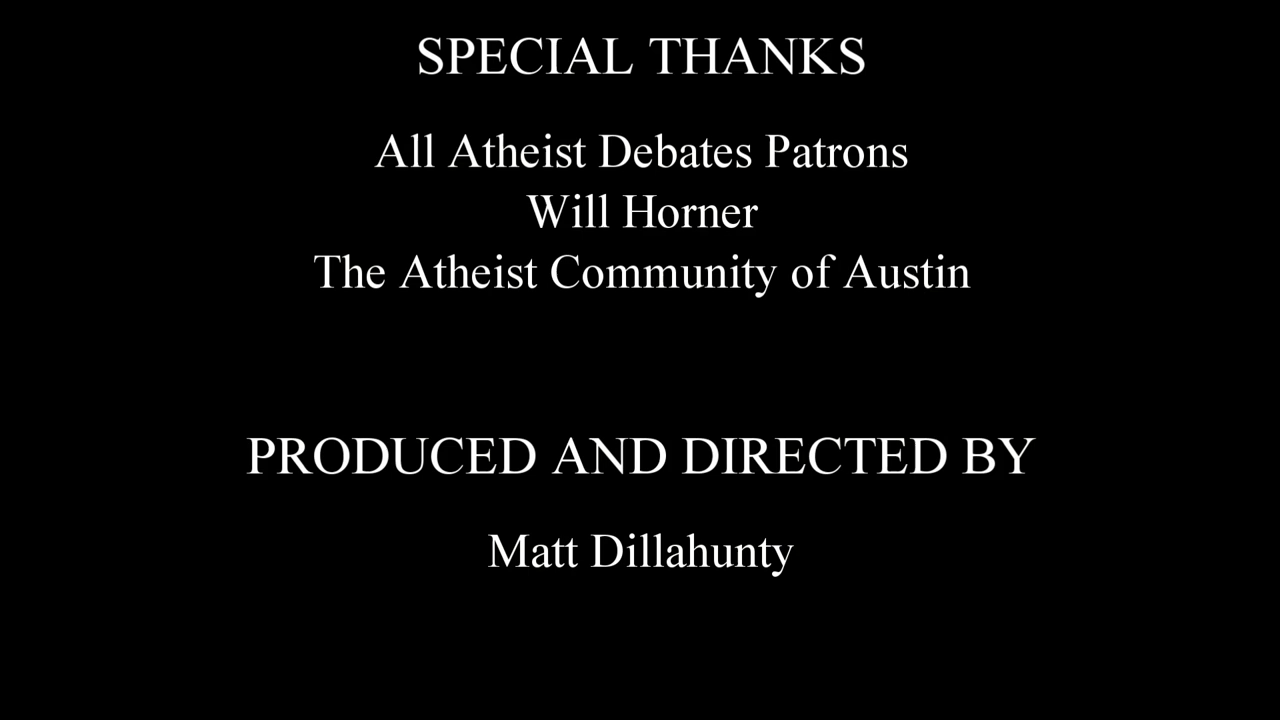 SPECIAL THANKS
All Atheist Debates Patrons
Will Horner
The Atheist Community of Austin
PRODUCED AND DIRECTED BY
Matt Dillahunty